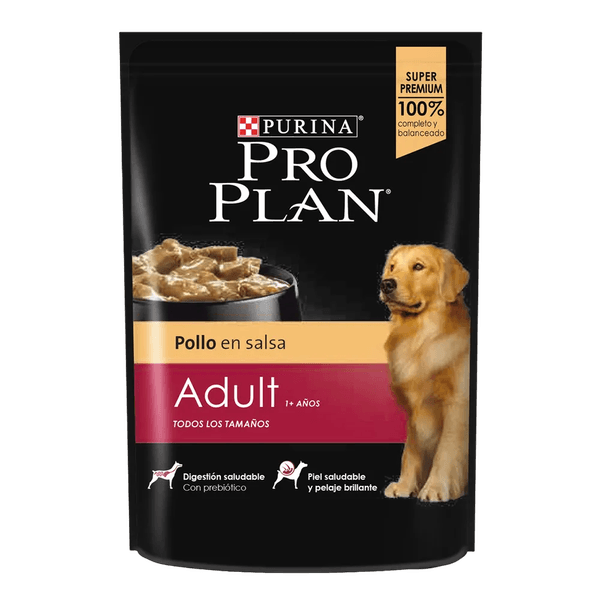 SUPER
PREMIUM
100%
completo y
balanceado
PURINA®
PRO
PLAN®
Pollo en salsa
Adult 1+ AÑOS
TODOS LOS TAMAÑOS
Digestión saludable
Con prebiótico
Piel saludable
y pelaje brillante